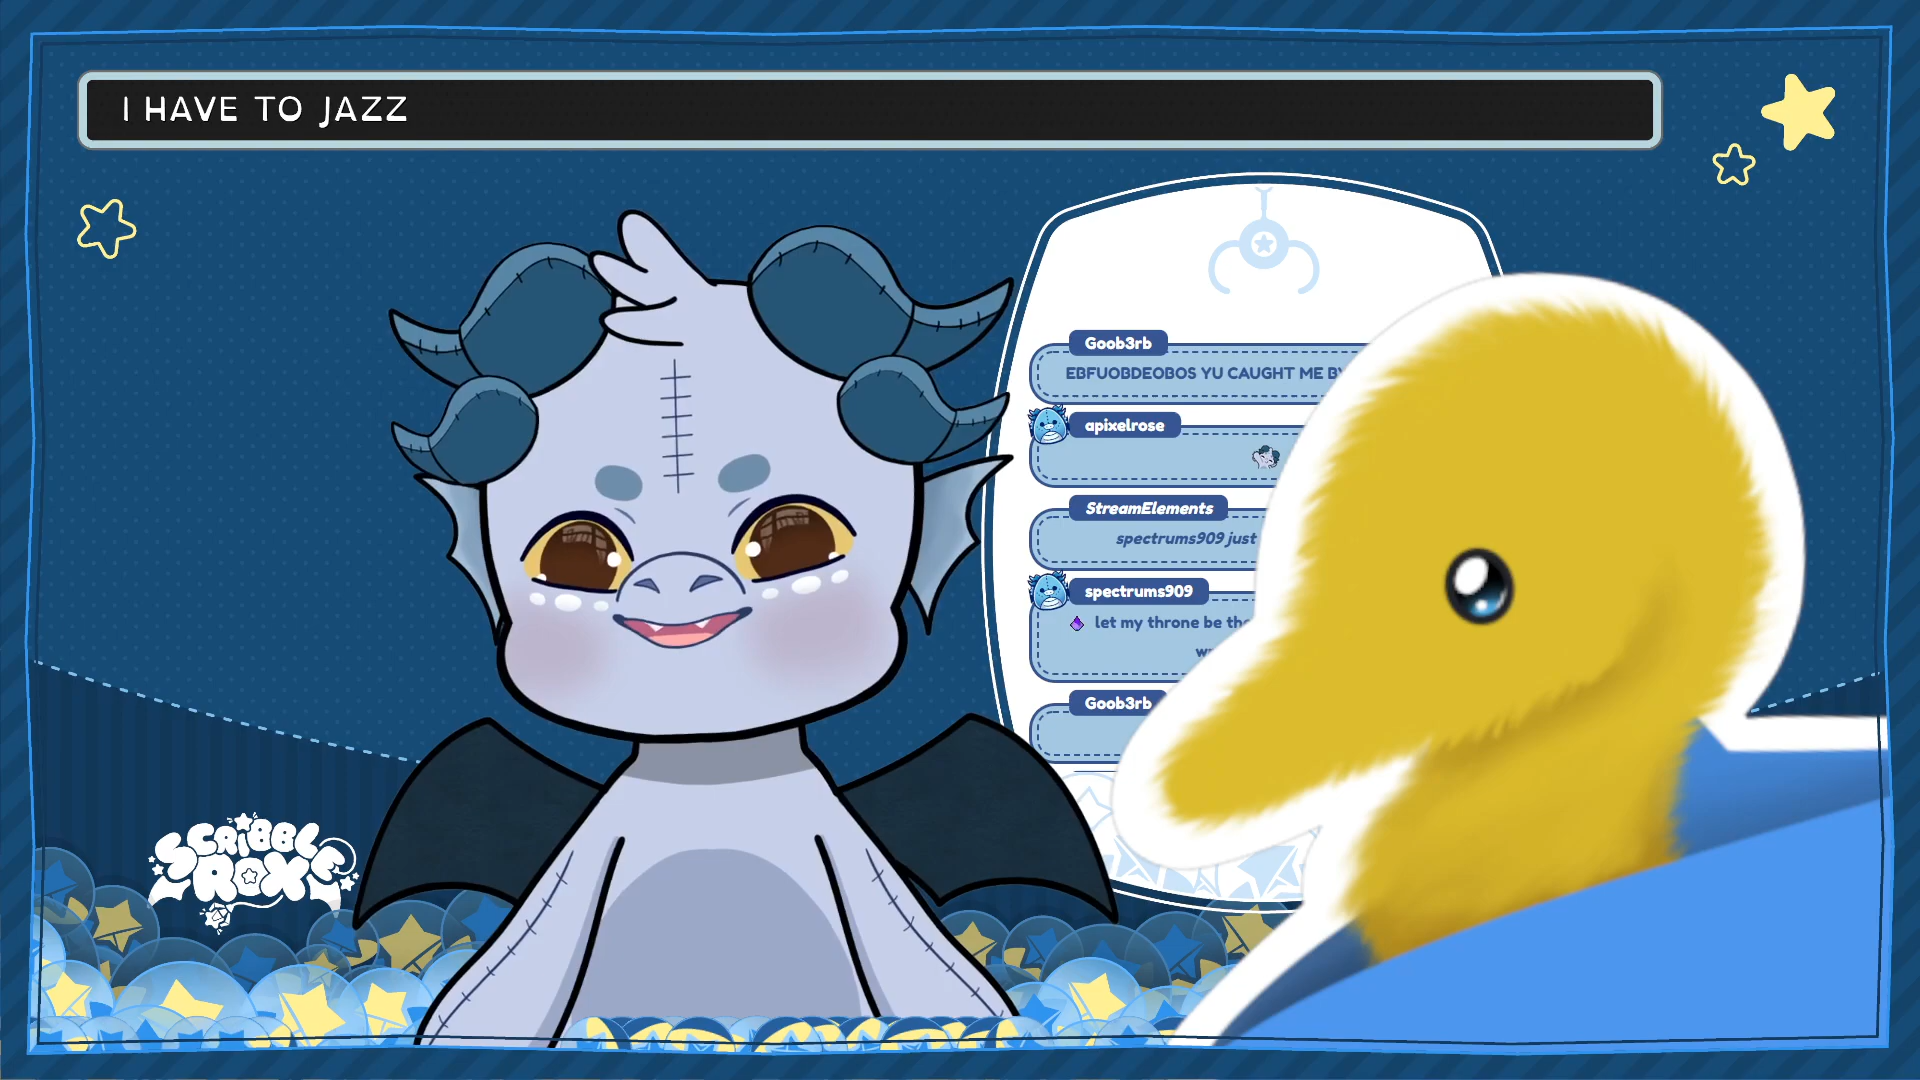 I HAVE TO JAZZ
Goob3rb
EBFUOBDEOBOS YU CAUGHT ME
apixelrose
StreamElements
spectrums909 just
spectrums909
let my throne be
Goob3rb
SCRiBBLE
ROX